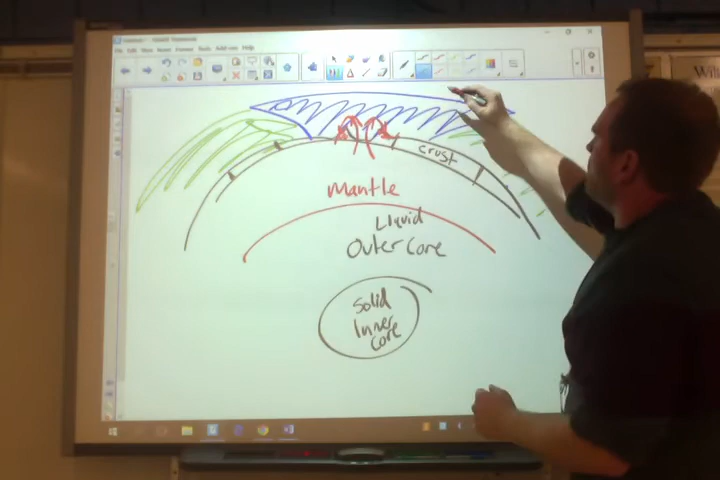 crust
Mantle
Liquid
Outer Core
Solid
Inner
Core